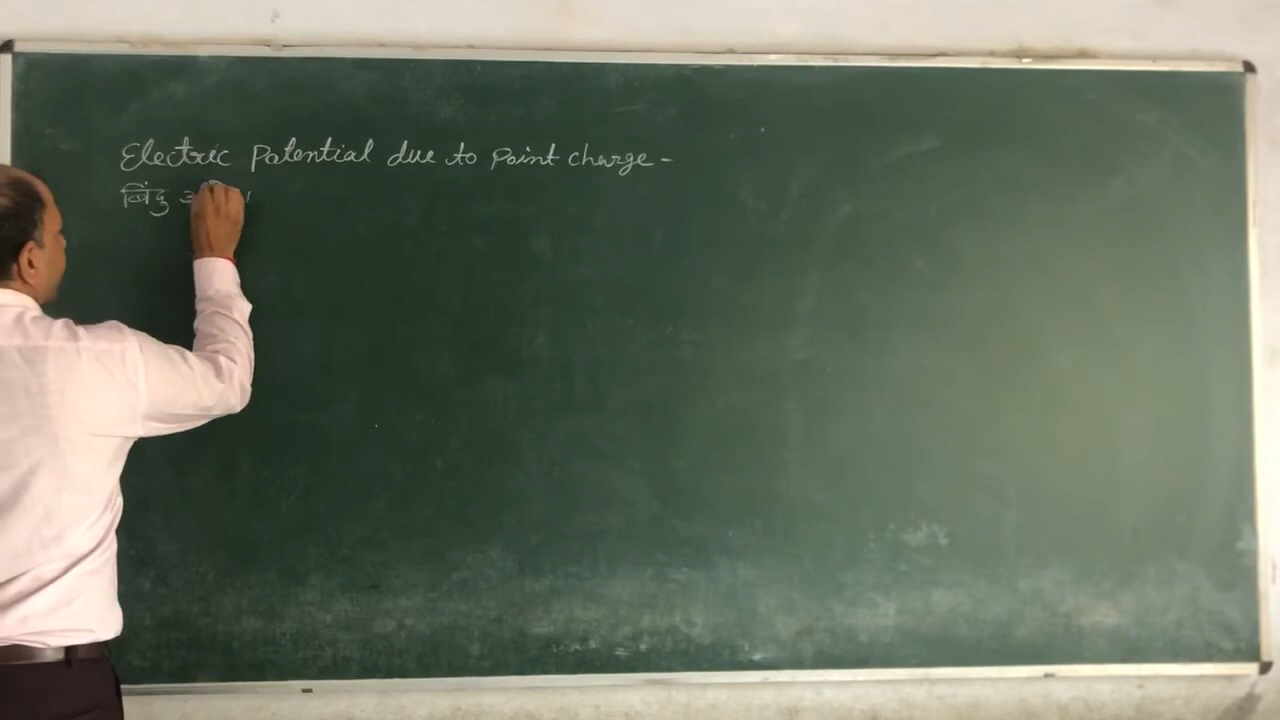 Electric Potential due to Point charge -
बिंदु